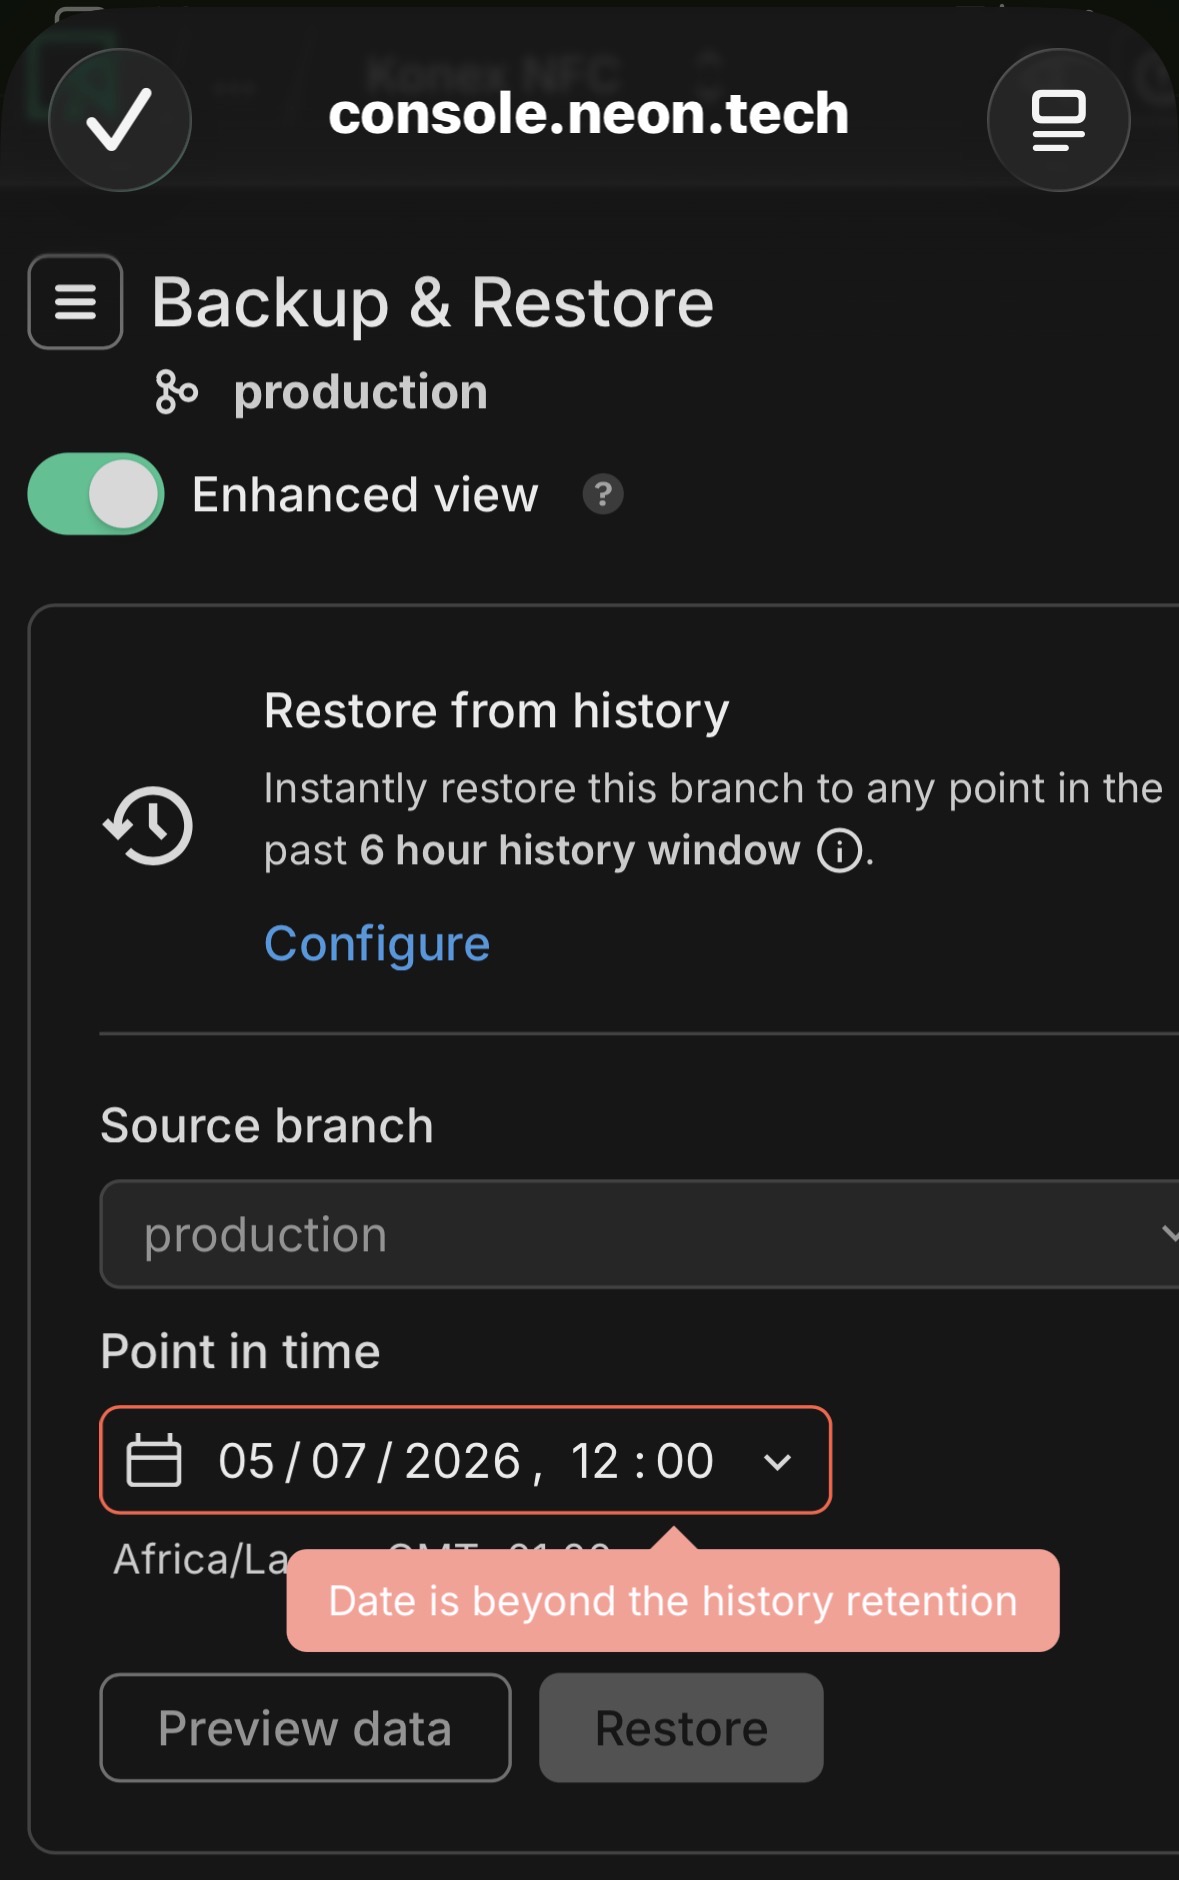 Konex NFC
console.neon.tech
Backup & Restore
production
Enhanced view ?
Restore from history
Instantly restore this branch to any point in the
past 6 hour history window i.
Configure
Source branch
production
Point in time
05/07/2026, 12:00
Africa/La
Date is beyond the history retention
Preview data
Restore